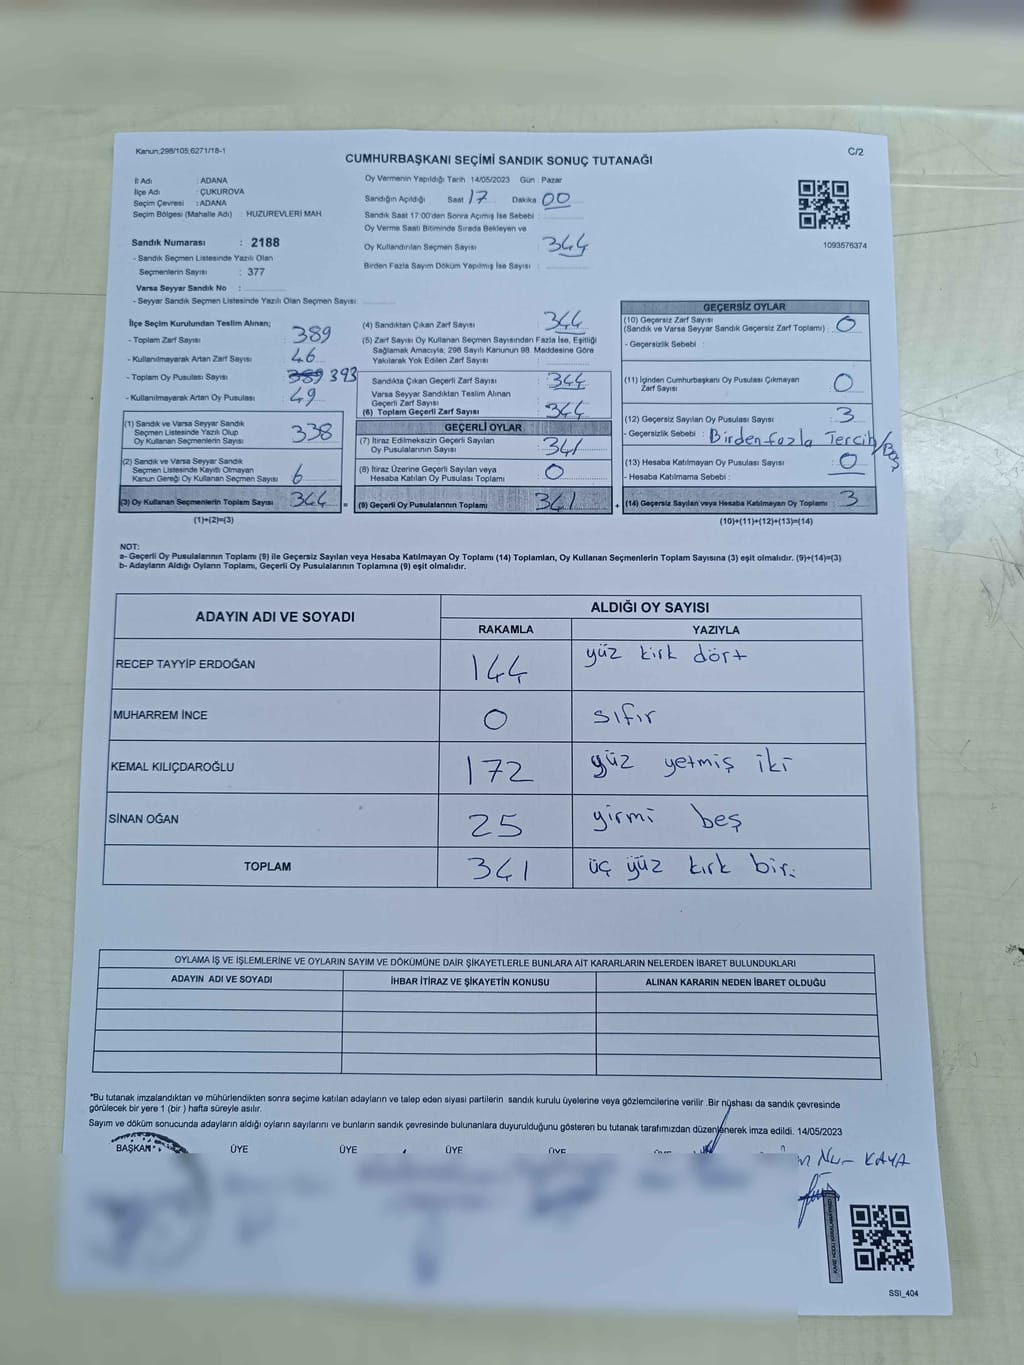 Kanun:298/105;6271/18-1
C/2
CUMHURBAŞKANI SEÇİMİ SANDIK SONUÇ TUTANAĞI
İl Adı : ADANA
İlçe Adı : ÇUKUROVA
Seçim Çevresi : ADANA
Seçim Bölgesi (Mahalle Adı) : HUZUREVLERİ MAH.
Sandık Numarası : 2188
- Sandık Seçmen Listesinde Yazılı Olan
Seçmenlerin Sayısı : 377
Varsa Seyyar Sandık No :
- Seyyar Sandık Seçmen Listesinde Yazılı Olan Seçmen Sayısı:
Oy Vermenin Yapıldığı Tarih :14/05/2023 Gün : Pazar
Sandığın Açıldığı Saat 17 Dakika 00
Sandık Saat 17:00'den Sonra Açımış İse Sebebi :
Oy Verme Saati Bitiminde Sırada Bekleyen ve
Oy Kullandırılan Seçmen Sayısı : 344
Birden Fazla Sayım Döküm Yapılmış İse Sayısı :
1093576374
İlçe Seçim Kurulundan Teslim Alınan;
- Toplam Zarf Sayısı : 389
- Kullanılmayarak Artan Zarf Sayısı : 46
- Toplam Oy Pusulası Sayısı : 389 393
- Kullanılmayarak Artan Oy Pusulası : 49
(1) Sandık ve Varsa Seyyar Sandık
Seçmen Listesinde Yazılı Olup
Oy Kullanan Seçmenlerin Sayısı : 338
(2) Sandık ve Varsa Seyyar Sandık
Seçmen Listesinde Kayıtlı Olmayan
Kanun Gereği Oy Kullanan Seçmen Sayısı : 6
(3) Oy Kullanan Seçmenlerin Toplam Sayısı : 344 =
(1)+(2)=(3)
(4) Sandıktan Çıkan Zarf Sayısı : 344
(5) Zarf Sayısı Oy Kullanan Seçmen Sayısından Fazla İse, Eşitliği
Sağlamak Amacıyla; 298 Sayılı Kanunun 98. Maddesine Göre
Yakılarak Yok Edilen Zarf Sayısı :
Sandıkta Çıkan Geçerli Zarf Sayısı : 344
Varsa Seyyar Sandıktan Teslim Alınan
Geçerli Zarf Sayısı :
(6) Toplam Geçerli Zarf Sayısı : 344
GEÇERLİ OYLAR
(7) İtiraz Edilmeksizin Geçerli Sayılan
Oy Pusulalarının Sayısı : 341
(8) İtiraz Üzerine Geçerli Sayılan veya
Hesaba Katılan Oy Pusulası Toplamı : 0
(9) Geçerli Oy Pusulalarının Toplamı : 341 +
GEÇERSİZ OYLAR
(10) Geçersiz Zarf Sayısı
(Sandık ve Varsa Seyyar Sandık Geçersiz Zarf Toplamı) : 0
- Geçersizlik Sebebi :
(11) İçinden Cumhurbaşkanı Oy Pusulası Çıkmayan
Zarf Sayısı : 0
(12) Geçersiz Sayılan Oy Pusulası Sayısı : 3
- Geçersizlik Sebebi : Birden fazla Tercih/Boş
(13) Hesaba Katılmayan Oy Pusulası Sayısı : 0
- Hesaba Katılmama Sebebi :
(14) Geçersiz Sayılan veya Hesaba Katılmayan Oy Toplamı : 3
(10)+(11)+(12)+(13)=(14)
NOT:
a- Geçerli Oy Pusulalarının Toplamı (9) ile Geçersiz Sayılan veya Hesaba Katılmayan Oy Toplamı (14) Toplamları, Oy Kullanan Seçmenlerin Toplam Sayısına (3) eşit olmalıdır. (9)+(14)=(3)
b- Adayların Aldığı Oyların Toplamı, Geçerli Oy Pusulalarının Toplamına (9) eşit olmalıdır.
ADAYIN ADI VE SOYADI ALDIĞI OY SAYISI
RAKAMLA YAZIYLA
RECEP TAYYİP ERDOĞAN 144 yüz kırk dört
MUHARREM İNCE 0 sıfır
KEMAL KILIÇDAROĞLU 172 yüz yetmiş iki
SİNAN OĞAN 25 yirmi beş
TOPLAM 341 üç yüz kırk bir.
OYLAMA İŞ VE İŞLEMLERİNE VE OYLARIN SAYIM VE DÖKÜMÜNE DAİR ŞİKAYETLERLE BUNLARA AİT KARARLARIN NELERDEN İBARET BULUNDUKLARI
ADAYIN ADI VE SOYADI İHBAR İTİRAZ VE ŞİKAYETİN KONUSU ALINAN KARARIN NEDEN İBARET OLDUĞU
*Bu tutanak imzalandıktan ve mühürlendikten sonra seçime katılan adayların ve talep eden siyasi partilerin sandık kurulu üyelerine veya gözlemcilerine verilir .Bir nüshası da sandık çevresinde
görülecek bir yere 1 (bir ) hafta süreyle asılır.
Sayım ve döküm sonucunda adayların aldığı oyların sayılarını ve bunların sandık çevresinde bulunanlara duyurulduğunu gösteren bu tutanak tarafımızdan düzenlenerek imza edildi. 14/05/2023
BAŞKAN ÜYE ÜYE ÜYE ÜYE
Nur KAYA
SSI_404